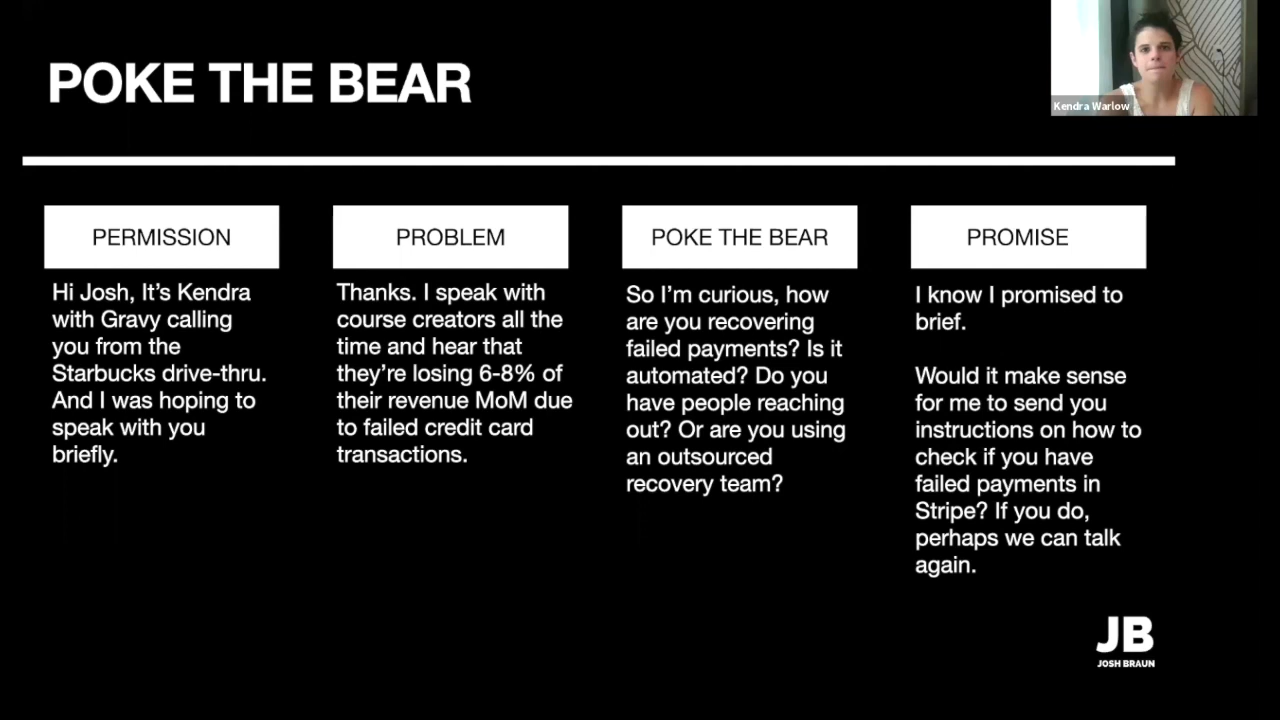 POKE THE BEAR
Kendra Warlow
PERMISSION
Hi Josh, It’s Kendra
with Gravy calling
you from the
Starbucks drive-thru.
And I was hoping to
speak with you
briefly.
PROBLEM
Thanks. I speak with
course creators all the
time and hear that
they’re losing 6-8% of
their revenue MoM due
to failed credit card
transactions.
POKE THE BEAR
So I’m curious, how
are you recovering
failed payments? Is it
automated? Do you
have people reaching
out? Or are you using
an outsourced
recovery team?
PROMISE
I know I promised to
brief.
Would it make sense
for me to send you
instructions on how to
check if you have
failed payments in
Stripe? If you do,
perhaps we can talk
again.
JB
JOSH BRAUN